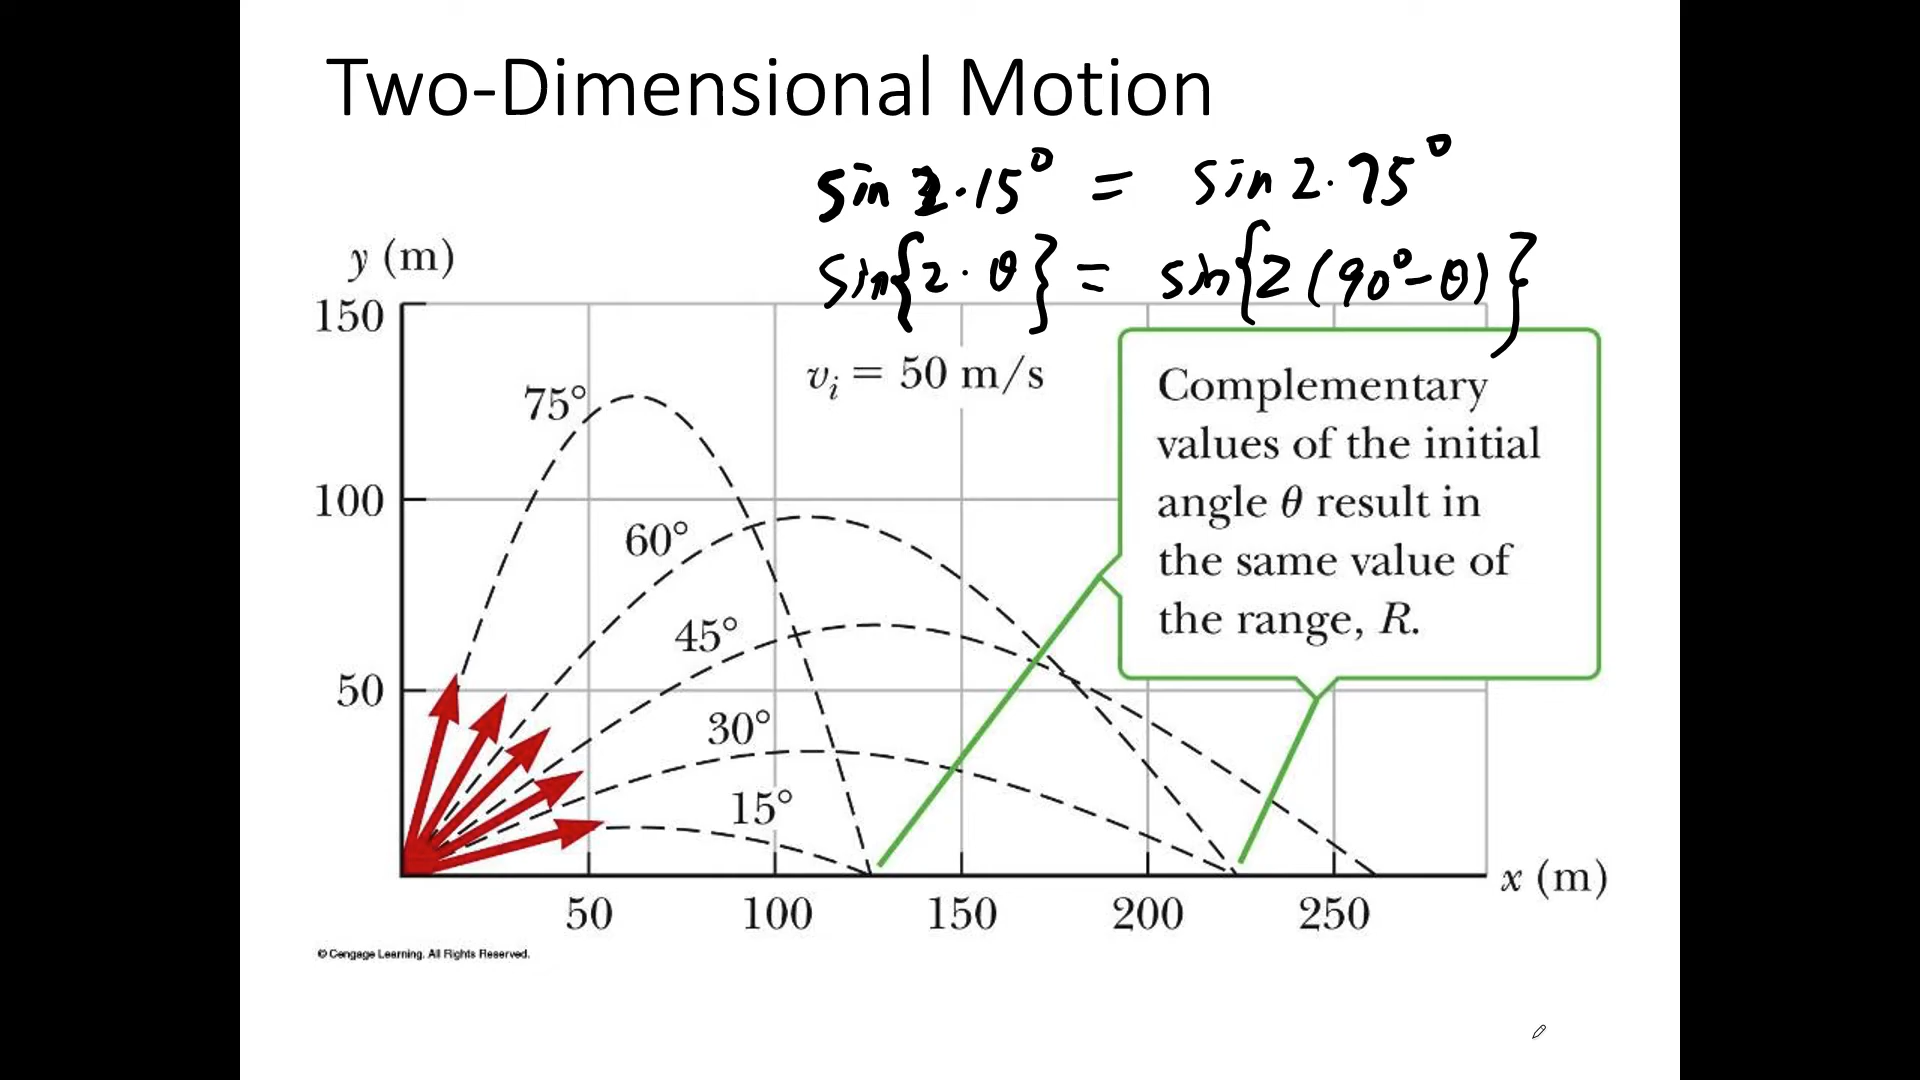 Two-Dimensional Motion
sin 2·15° = sin 2·75°
sin{2·θ} = sin{2(90°-θ)}
y (m)
150
100
50
v_i = 50 m/s
75°
60°
45°
30°
15°
Complementary
values of the initial
angle θ result in
the same value of
the range, R.
x (m)
50 100 150 200 250
© Cengage Learning. All Rights Reserved.